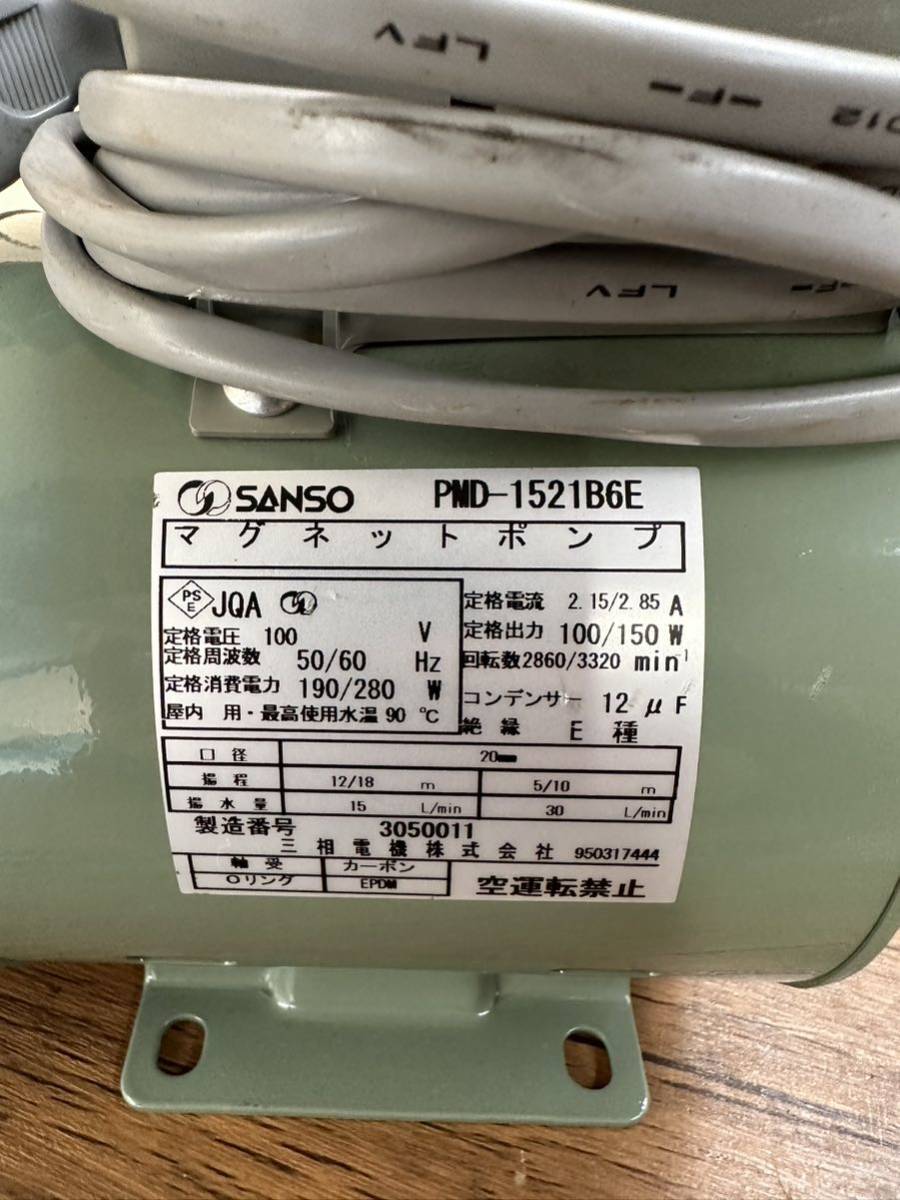 LFV
-F-
012
LFV
-F-
SANSO PMD-1521B6E
マグネットポンプ
PSE JQA
定格電圧 100 V
定格周波数 50/60 Hz
定格消費電力 190/280 W
屋内 用・最高使用水温 90 ℃
定格電流 2.15/2.85 A
定格出力 100/150 W
回転数 2860/3320 min-1
コンデンサー 12 μF
絶縁 E 種
口径 20mm
揚程 12/18 m 5/10 m
揚水量 15 L/min 30 L/min
製造番号 3050011
三相電機株式会社 950317444
軸受 カーボン
Oリング EPDM
空運転禁止